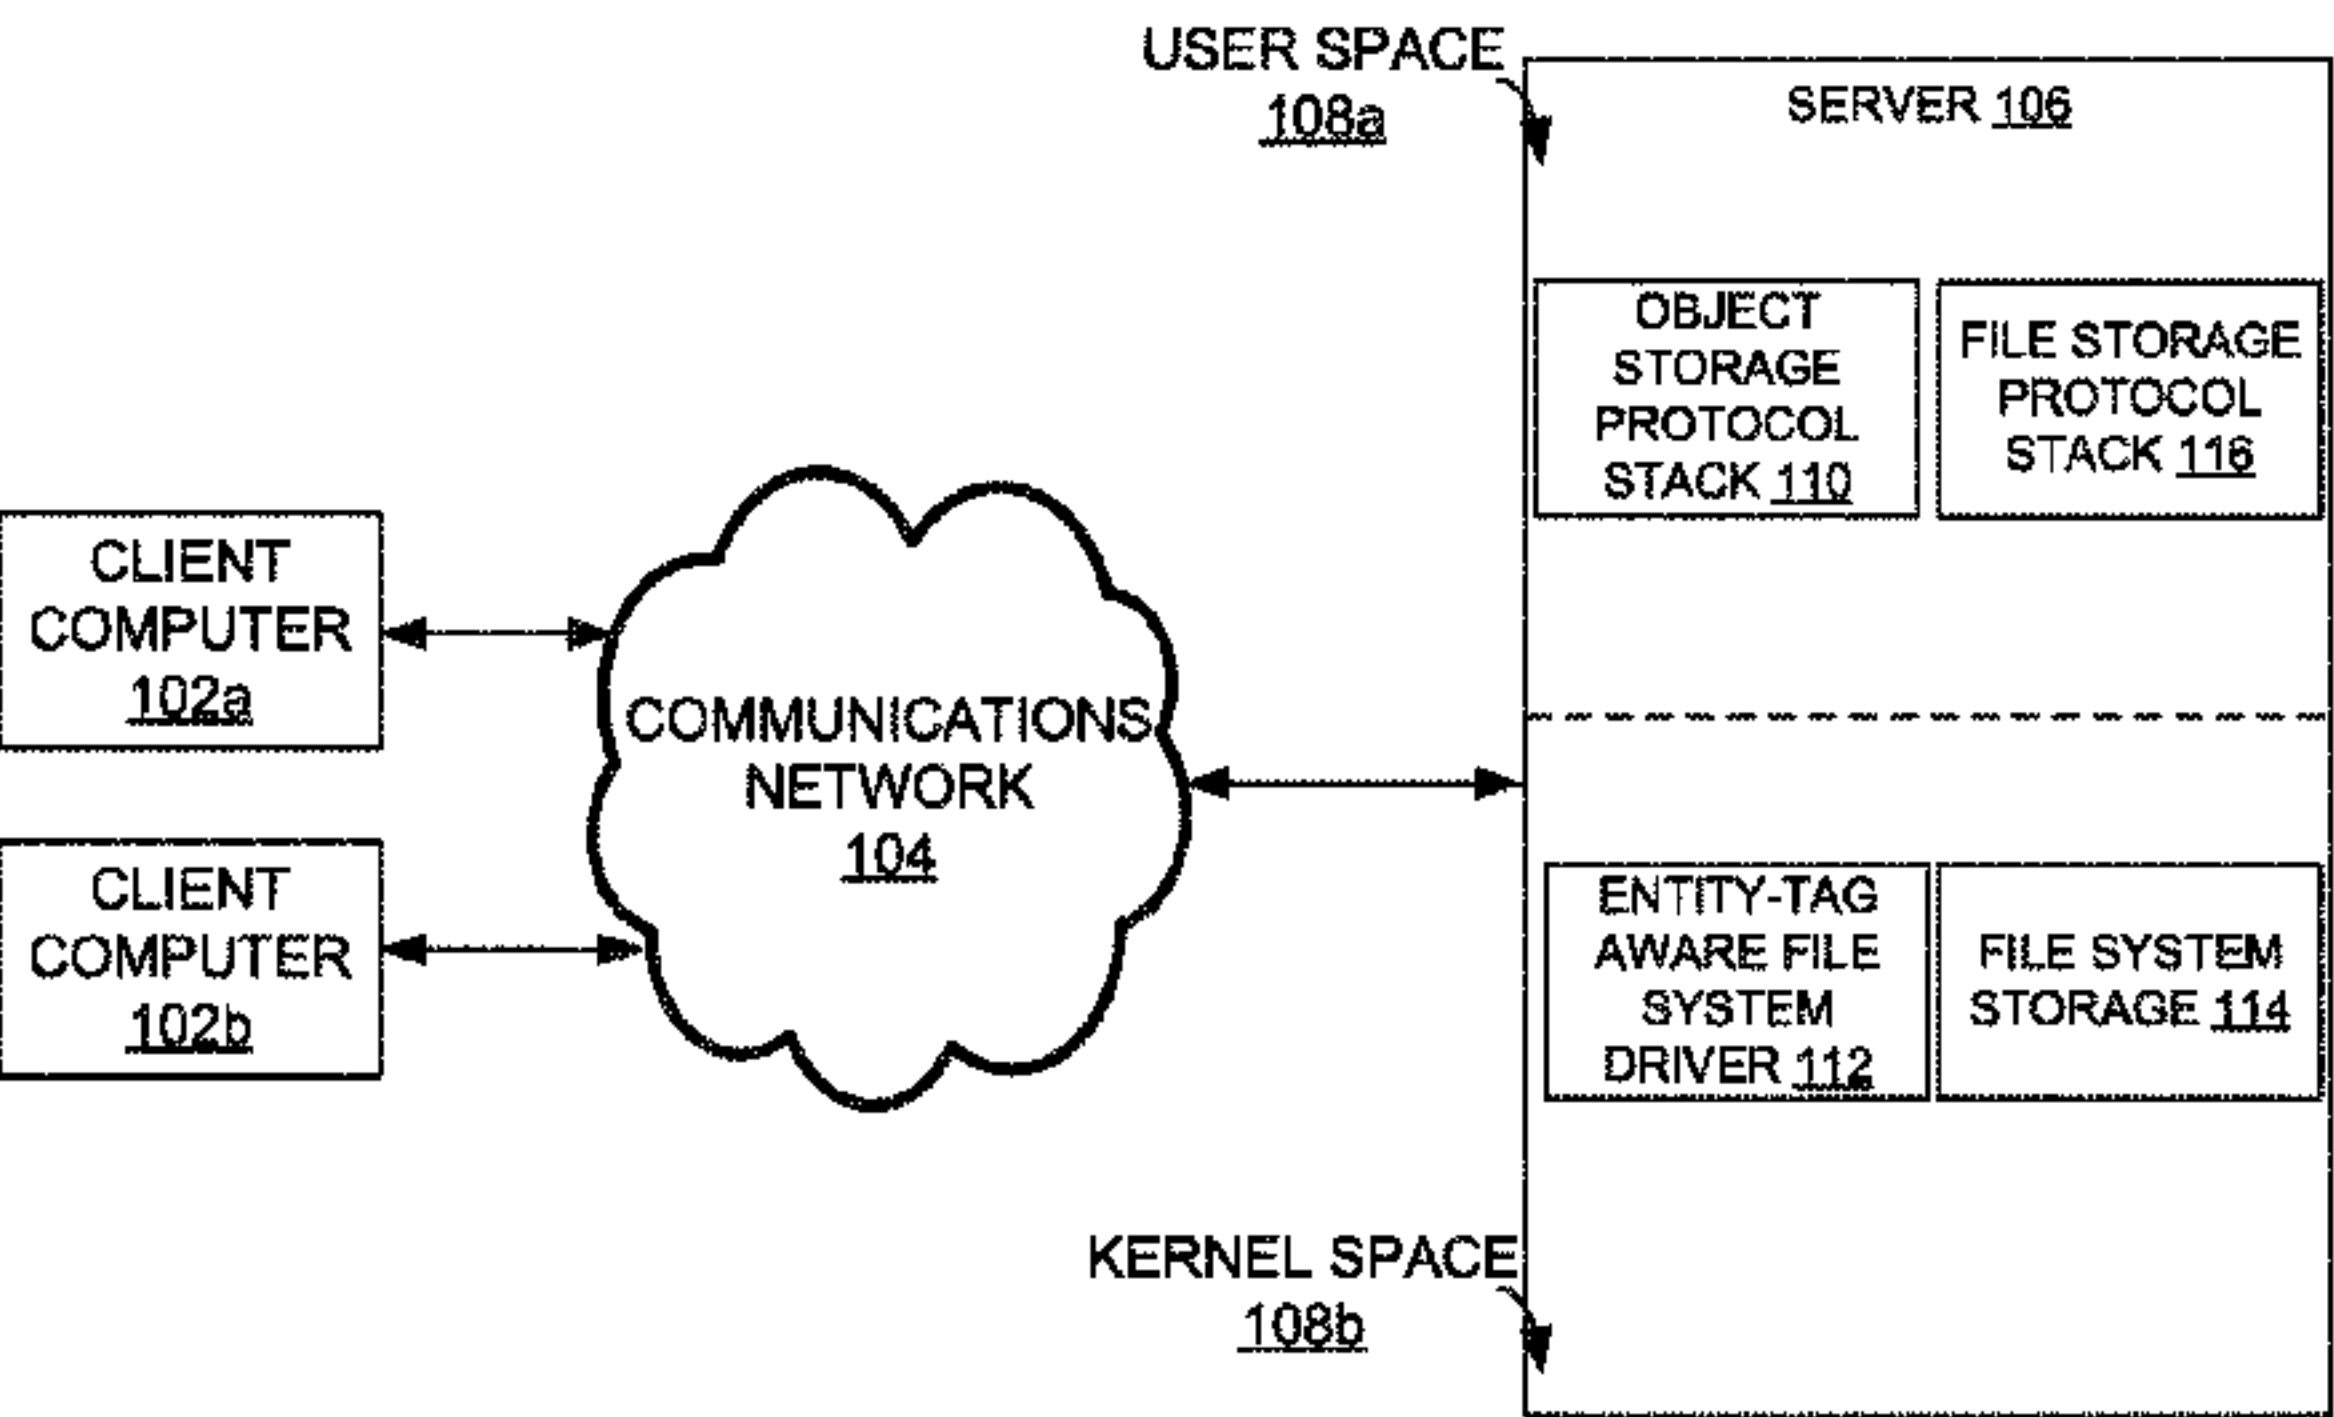 USER SPACE
108a
SERVER 106
OBJECT
STORAGE
PROTOCOL
STACK 110
FILE STORAGE
PROTOCOL
STACK 116
CLIENT
COMPUTER
102a
COMMUNICATIONS
NETWORK
104
CLIENT
COMPUTER
102b
ENTITY-TAG
AWARE FILE
SYSTEM
DRIVER 112
FILE SYSTEM
STORAGE 114
KERNEL SPACE
108b